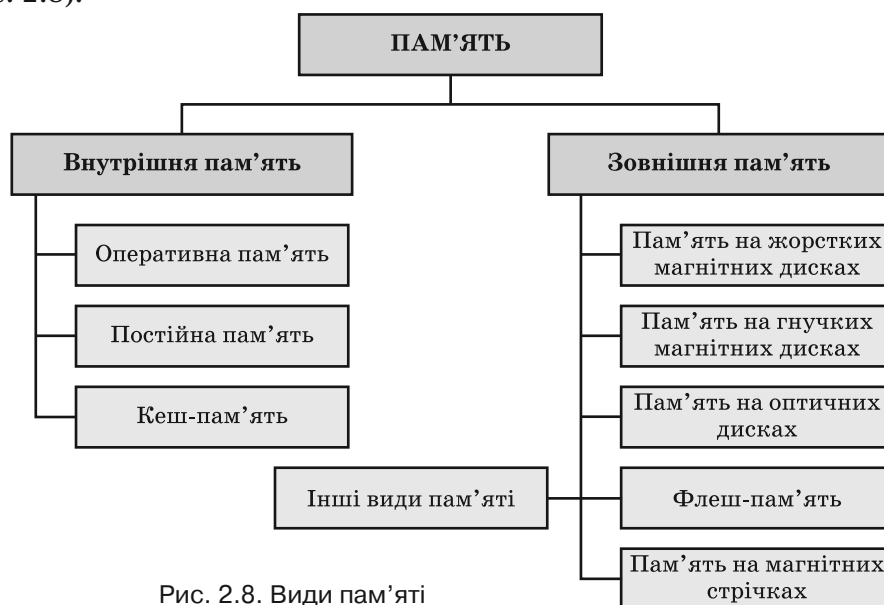 . 2.8).
ПАМ’ЯТЬ
Внутрішня пам’ять
Оперативна пам’ять
Постійна пам’ять
Кеш-пам’ять
Зовнішня пам’ять
Пам’ять на жорстких
магнітних дисках
Пам’ять на гнучких
магнітних дисках
Пам’ять на оптичних
дисках
Інші види пам’яті
Флеш-пам’ять
Пам’ять на магнітних
стрічках
Рис. 2.8. Види пам’яті